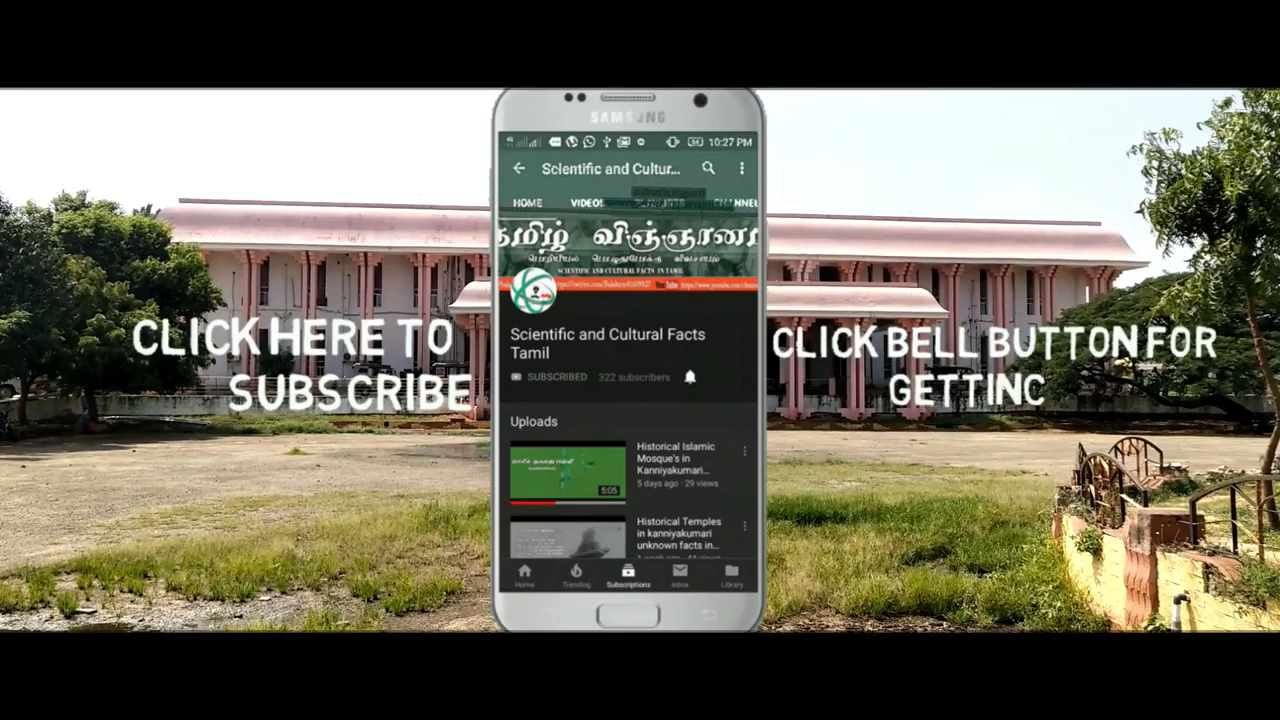 SAMSUNG
10:27 PM
Scientific and Cultur...
HOME VIDEOS
தமிழ் விஞ்ஞான
SCIENTIFIC AND CULTURAL FACTS IN TAMIL
CLICK HERE TO
SUBSCRIBE
Scientific and Cultural Facts
Tamil
SUBSCRIBED 322 subscribers
Uploads
Historical Islamic
Mosque's in
Kanniyakumari...
5 days ago · 29 views
5:05
Historical Temples
in kanniyakumari
unknown facts in...
Home Trending Subscriptions Inbox Library
CLICK BELL BUTTON FOR
GETTINC